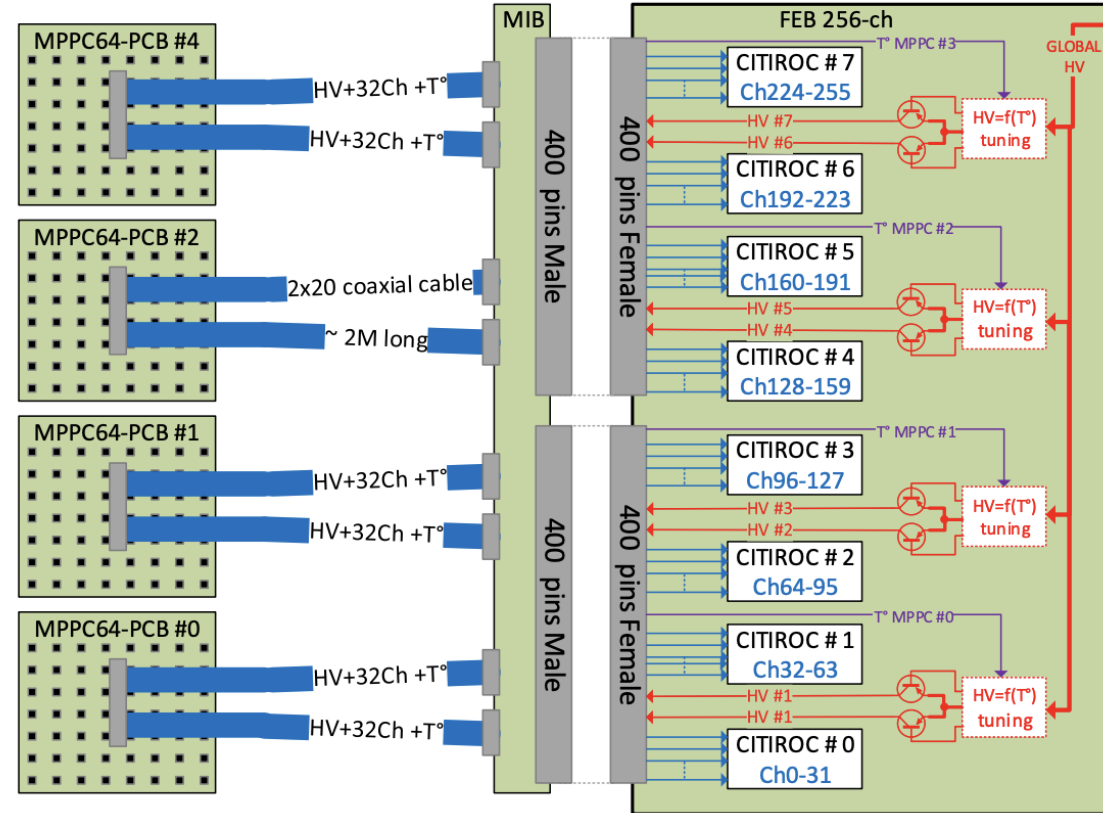 MIB
FEB 256-ch
MPPC64-PCB #4
HV+32Ch +T°
HV+32Ch +T°
MPPC64-PCB #2
2x20 coaxial cable
~ 2M long
MPPC64-PCB #1
HV+32Ch +T°
HV+32Ch +T°
MPPC64-PCB #0
HV+32Ch +T°
HV+32Ch +T°
400 pins Male
400 pins Female
400 pins Male
400 pins Female
T° MPPC #3
GLOBAL
HV
CITIROC # 7
Ch224-255
HV #7
HV #6
HV=f(T°)
tuning
CITIROC # 6
Ch192-223
T° MPPC #2
CITIROC # 5
Ch160-191
HV #5
HV #4
HV=f(T°)
tuning
CITIROC # 4
Ch128-159
T° MPPC #1
CITIROC # 3
Ch96-127
HV #3
HV #2
HV=f(T°)
tuning
CITIROC # 2
Ch64-95
T° MPPC #0
CITIROC # 1
Ch32-63
HV #1
HV #1
HV=f(T°)
tuning
CITIROC # 0
Ch0-31